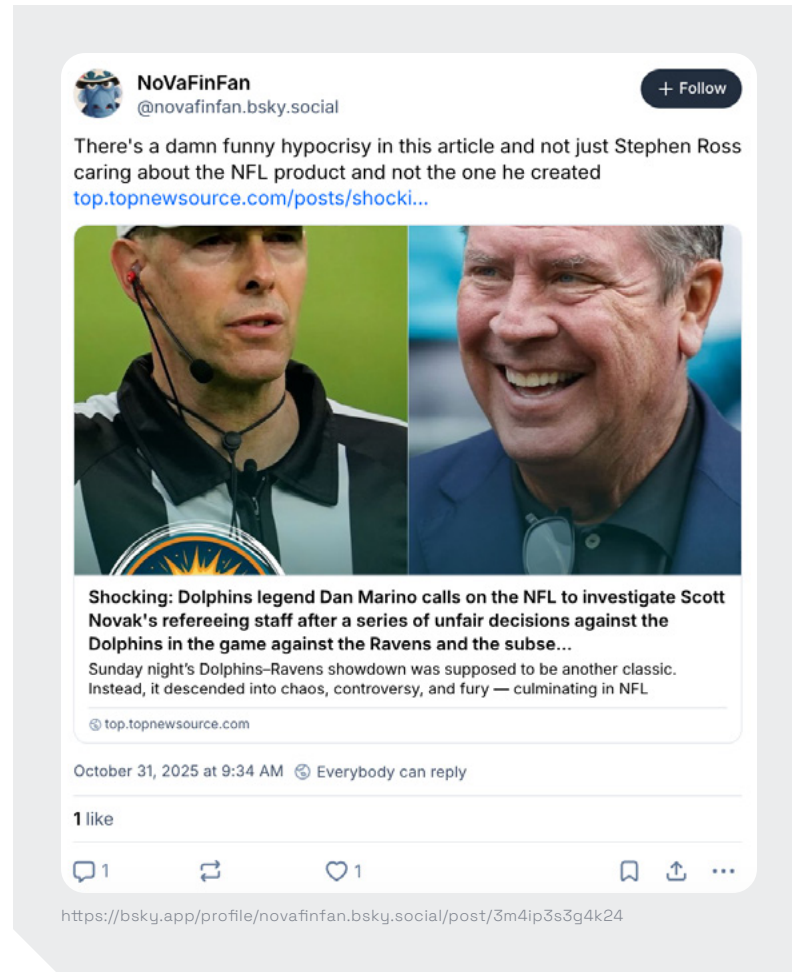 NoVaFinFan
@novafinfan.bsky.social
+ Follow
There's a damn funny hypocrisy in this article and not just Stephen Ross
caring about the NFL product and not the one he created
top.topnewsource.com/posts/shocki...
Shocking: Dolphins legend Dan Marino calls on the NFL to investigate Scott
Novak's refereeing staff after a series of unfair decisions against the
Dolphins in the game against the Ravens and the subse...
Sunday night’s Dolphins–Ravens showdown was supposed to be another classic.
Instead, it descended into chaos, controversy, and fury — culminating in NFL
top.topnewsource.com
October 31, 2025 at 9:34 AM Everybody can reply
1 like
1 1
https://bsky.app/profile/novafinfan.bsky.social/post/3m4ip3s3g4k24